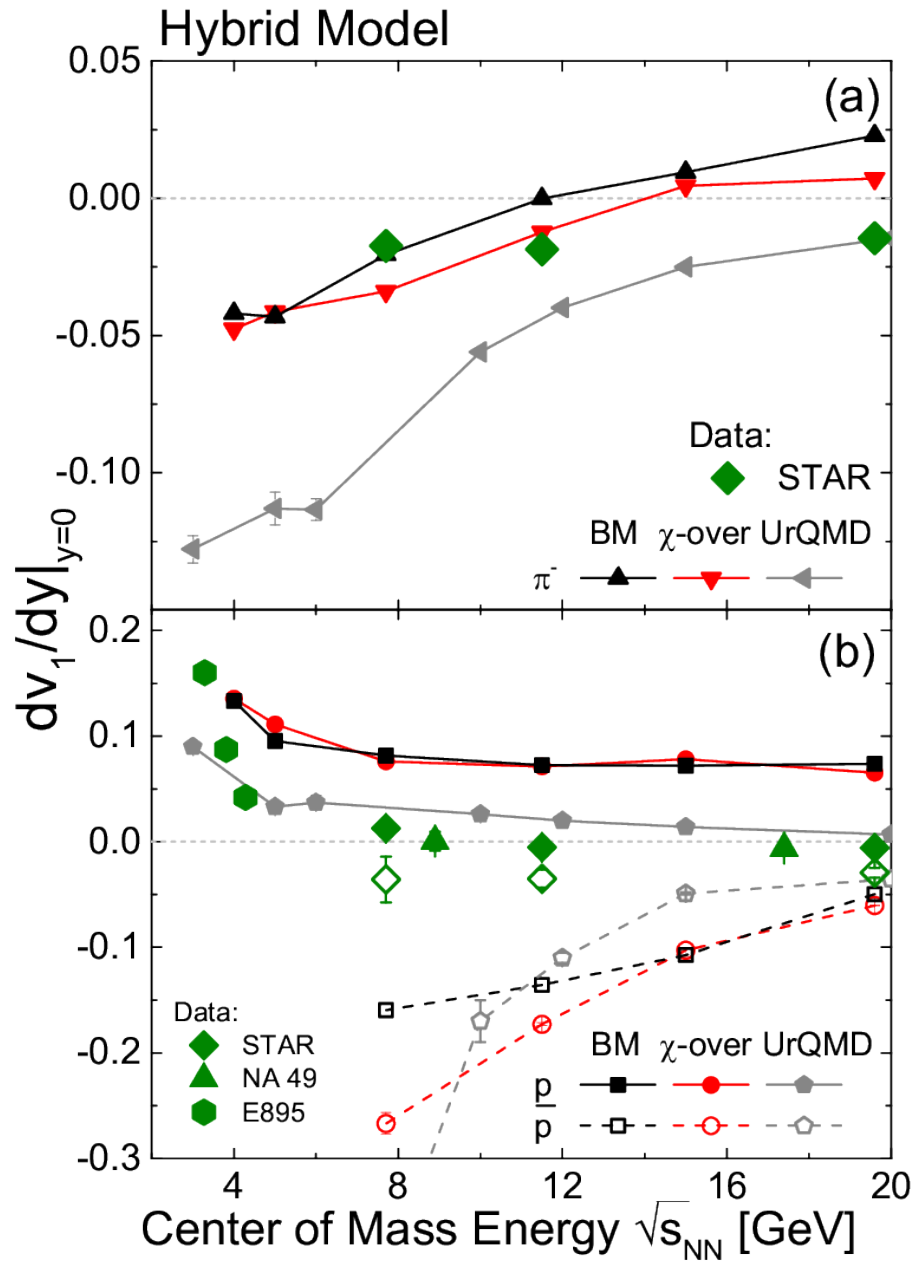 Hybrid Model
0.05
(a)
0.00
-0.05
-0.10
Data:
STAR
BM χ-over UrQMD
π⁻
dv₁/dy|y=0
0.2
(b)
0.1
0.0
-0.1
-0.2
-0.3
Data:
STAR
NA 49
E895
BM χ-over UrQMD
p
p̅
4 8 12 16 20
Center of Mass Energy √sNN [GeV]